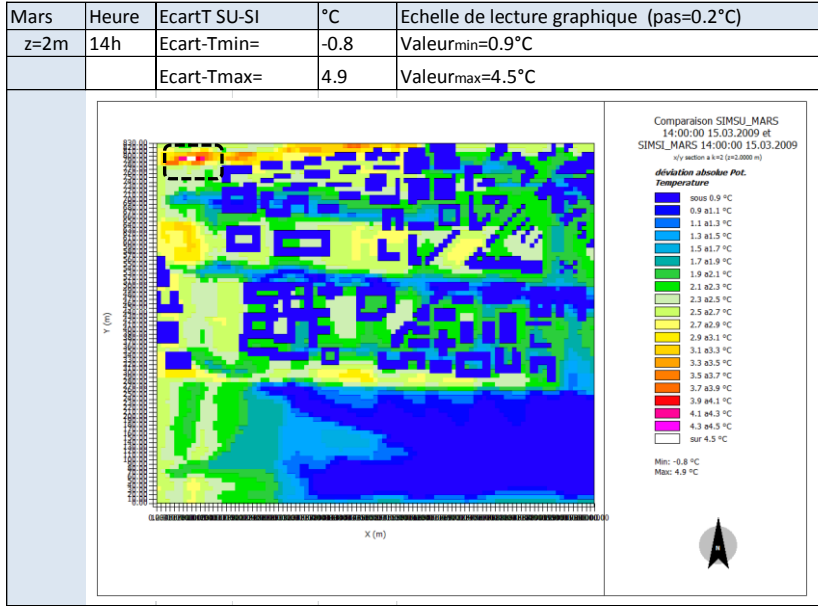 Mars Heure EcartT SU-SI °C Echelle de lecture graphique (pas=0.2°C)
z=2m 14h Ecart-Tmin= -0.8 Valeurmin=0.9°C
Ecart-Tmax= 4.9 Valeurmax=4.5°C
Comparaison SIMSU_MARS
14:00:00 15.03.2009 et
SIMSI_MARS 14:00:00 15.03.2009
x/y section a k=2 (z=2.0000 m)
déviation absolue Pot.
Temperature
sous 0.9 °C
0.9 a1.1 °C
1.1 a1.3 °C
1.3 a1.5 °C
1.5 a1.7 °C
1.7 a1.9 °C
1.9 a2.1 °C
2.1 a2.3 °C
2.3 a2.5 °C
2.5 a2.7 °C
2.7 a2.9 °C
2.9 a3.1 °C
3.1 a3.3 °C
3.3 a3.5 °C
3.5 a3.7 °C
3.7 a3.9 °C
3.9 a4.1 °C
4.1 a4.3 °C
4.3 a4.5 °C
sur 4.5 °C
Min: -0.8 °C
Max: 4.9 °C
Y (m)
830.00
0.00
X (m)
N